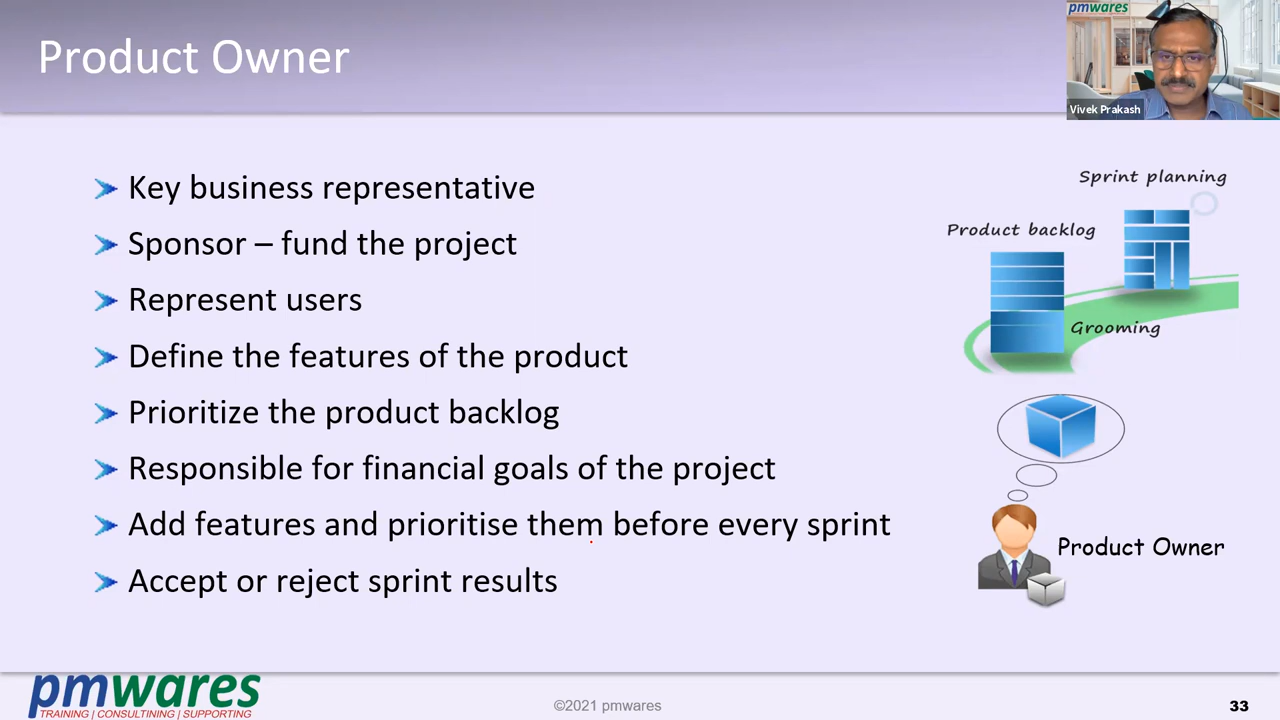 Product Owner
pmwares
Vivek Prakash
Key business representative
Sponsor – fund the project
Represent users
Define the features of the product
Prioritize the product backlog
Responsible for financial goals of the project
Add features and prioritise them before every sprint
Accept or reject sprint results
Sprint planning
Product backlog
Grooming
Product Owner
pmwares
TRAINING | CONSULTINING | SUPPORTING
©2021 pmwares
33